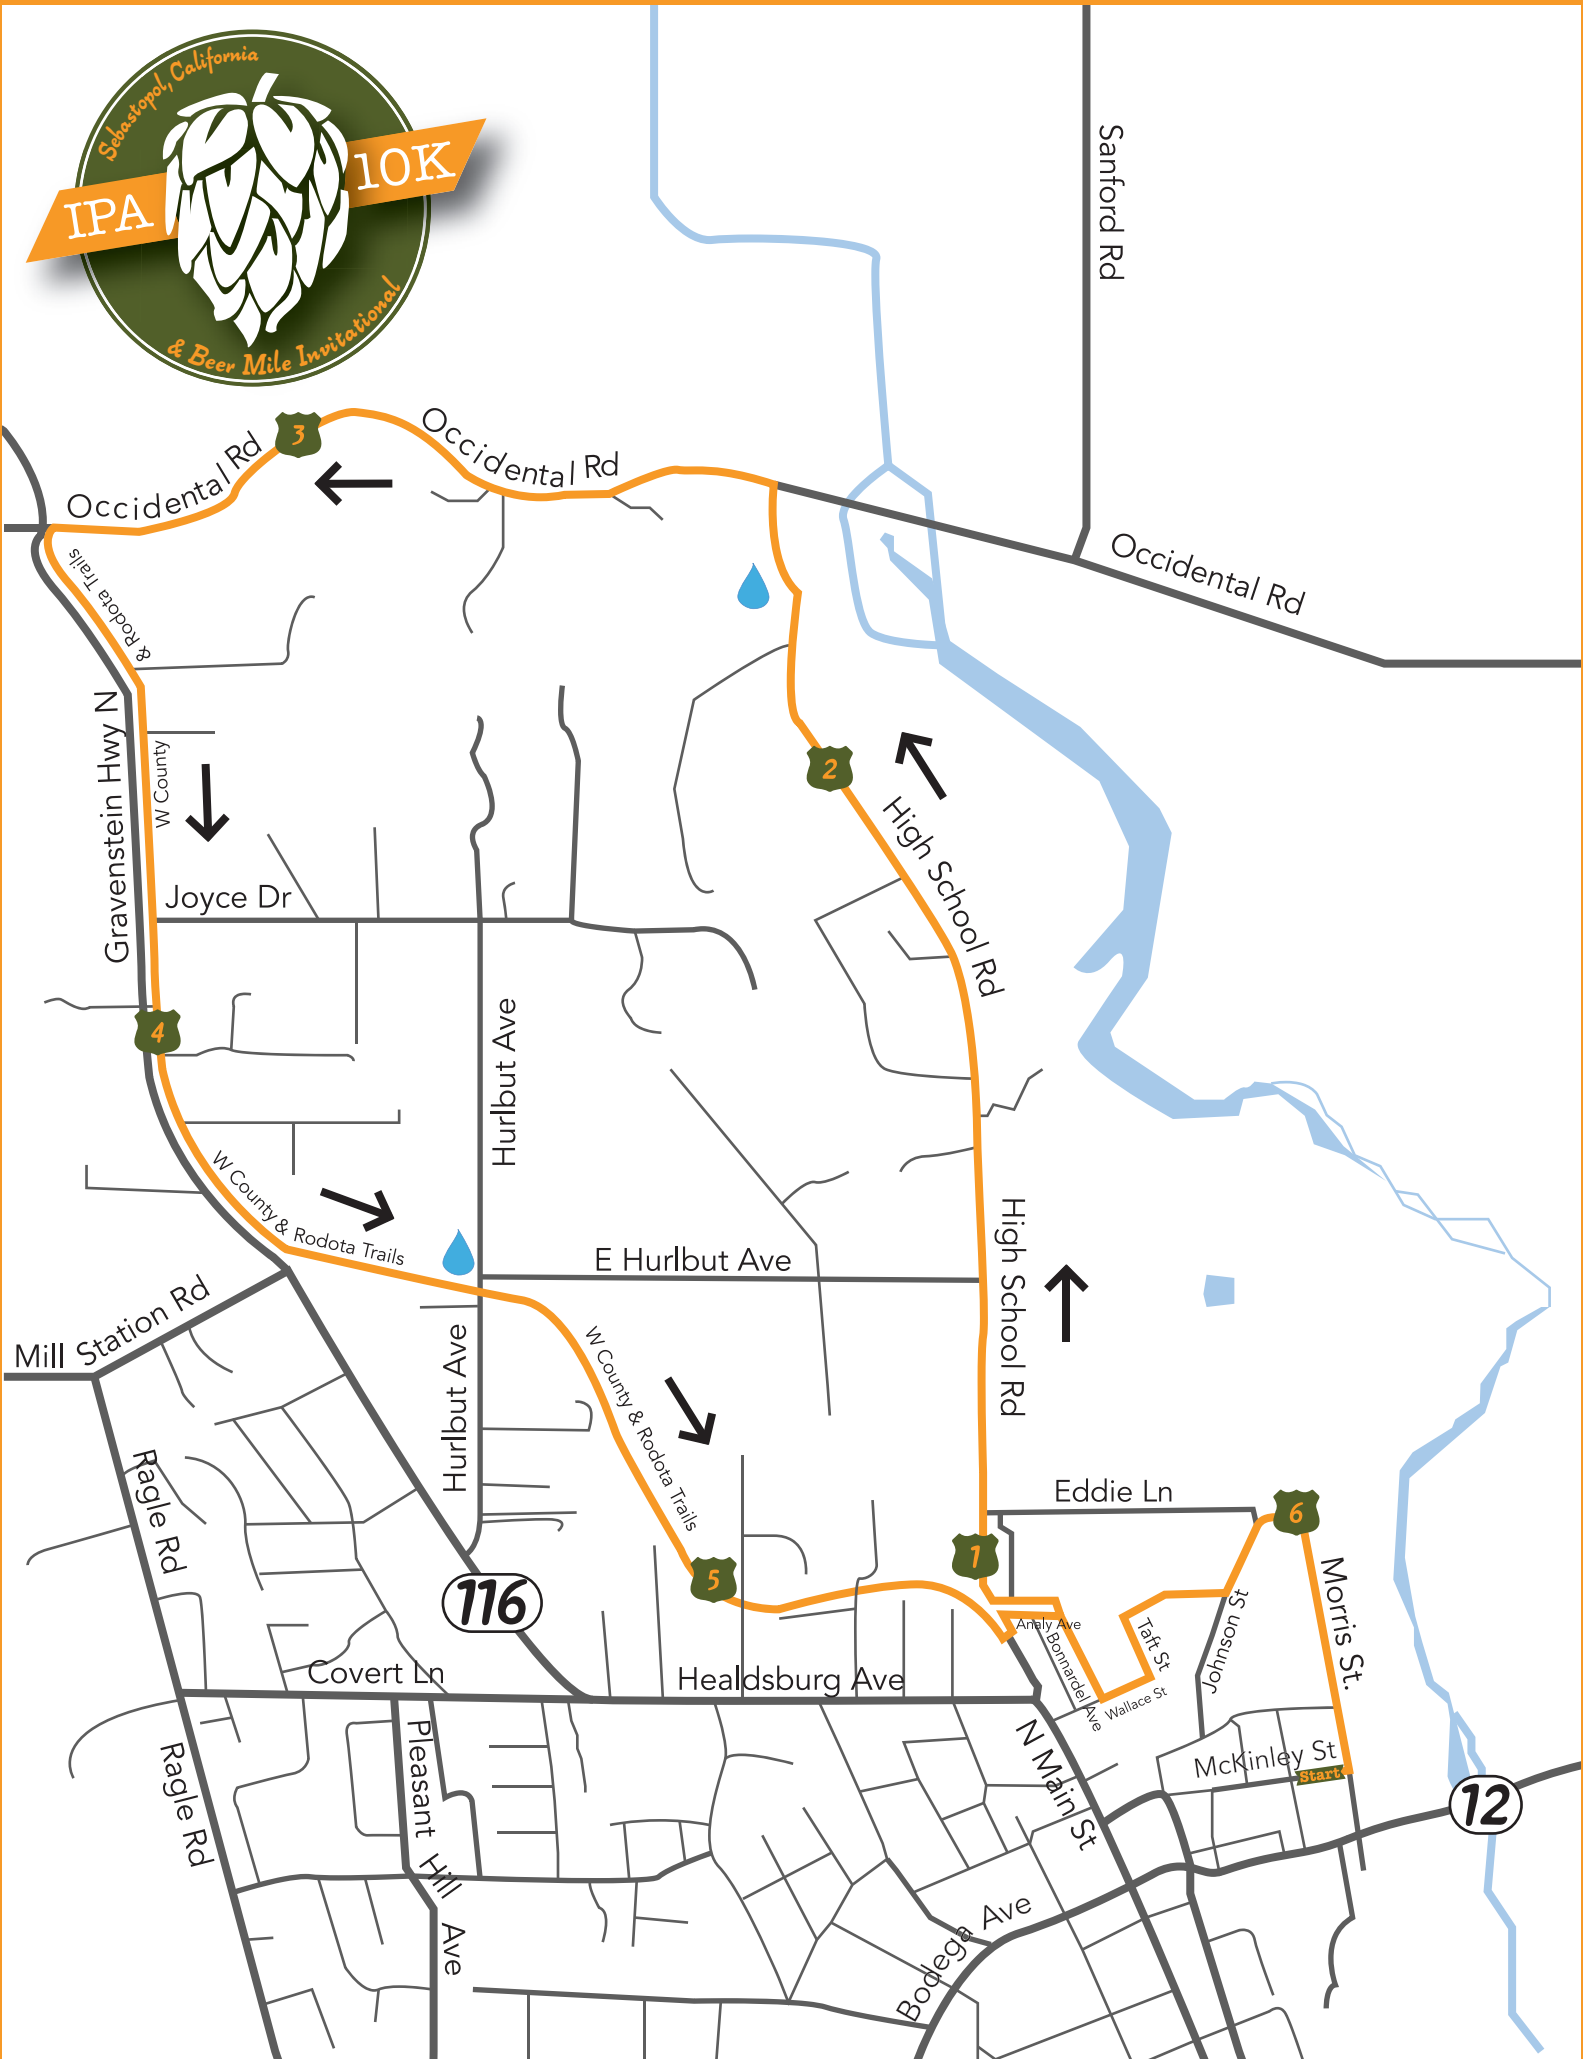 Sebastopol, California
IPA
10K
& Beer Mile Invitational
Sanford Rd
3
Occidental Rd
Occidental Rd
Occidental Rd
& Rodota Trails
W County
Gravenstein Hwy N
2
High School Rd
Joyce Dr
4
Hurlbut Ave
W County & Rodota Trails
E Hurlbut Ave
High School Rd
Mill Station Rd
Hurlbut Ave
W County & Rodota Trails
Ragle Rd
Eddie Ln
6
1
5
116
Morris St.
Analy Ave
Bonnardel Ave
Taft St
Johnson St
Wallace St
Covert Ln
Healdsburg Ave
N Main St
McKinley St
Start
Pleasant Hill Ave
Ragle Rd
12
Bodega Ave